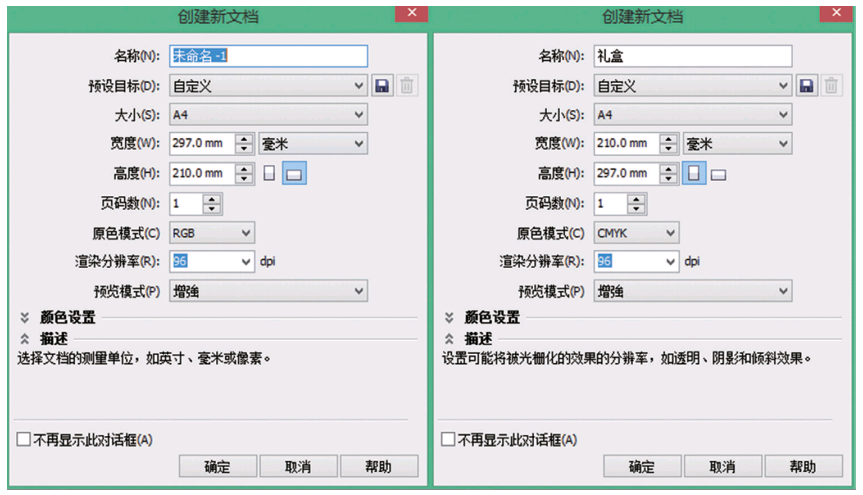 创建新文档
名称(N): 未命名 -1
预设目标(D): 自定义
大小(S): A4
宽度(W): 297.0 mm 毫米
高度(H): 210.0 mm
页码数(N): 1
原色模式(C) RGB
渲染分辨率(R): 96 dpi
预览模式(P) 增强
颜色设置
描述
选择文档的测量单位，如英寸、毫米或像素。
不再显示此对话框(A)
确定 取消 帮助
创建新文档
名称(N): 礼盒
预设目标(D): 自定义
大小(S): A4
宽度(W): 210.0 mm 毫米
高度(H): 297.0 mm
页码数(N): 1
原色模式(C) CMYK
渲染分辨率(R): 96 dpi
预览模式(P) 增强
颜色设置
描述
设置可能将被光栅化的效果的分辨率，如透明、阴影和倾斜效果。
不再显示此对话框(A)
确定 取消 帮助